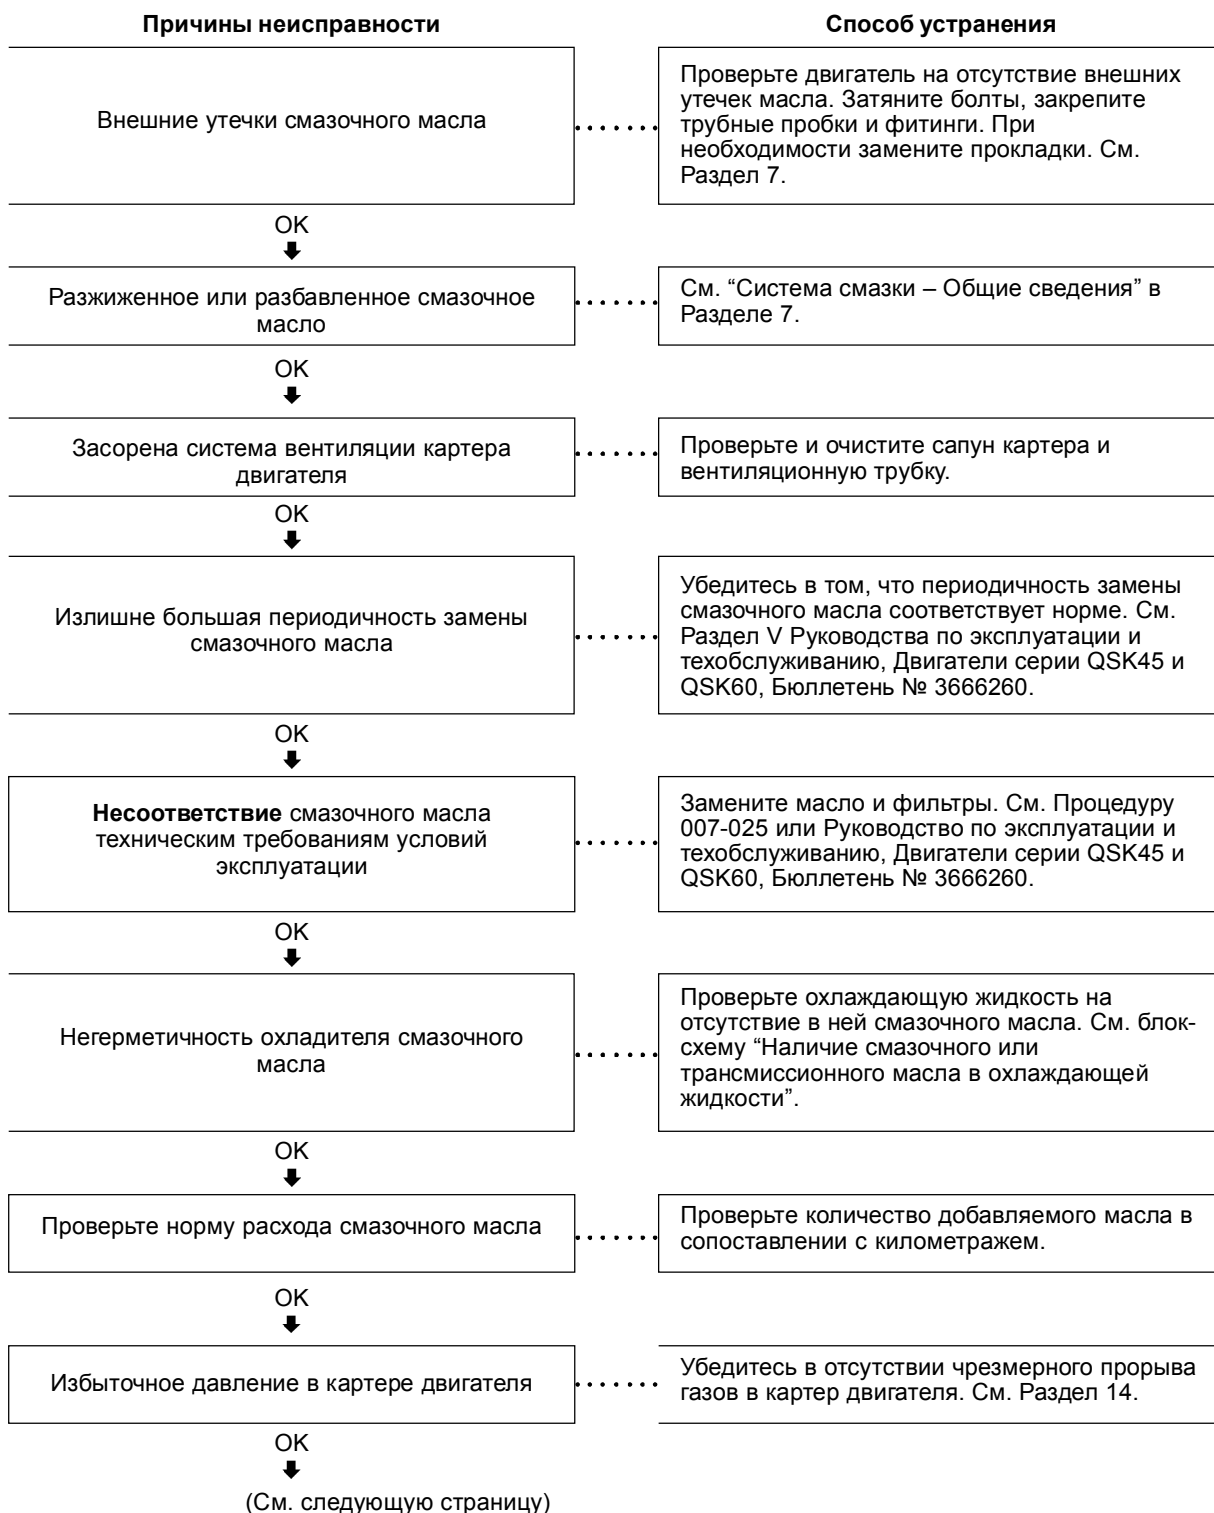 Причины неисправности
Способ устранения
Внешние утечки смазочного масла
Проверьте двигатель на отсутствие внешних
утечек масла. Затяните болты, закрепите
трубные пробки и фитинги. При
необходимости замените прокладки. См.
Раздел 7.
OK
Разжиженное или разбавленное смазочное
масло
См. “Система смазки – Общие сведения” в
Разделе 7.
OK
Засорена система вентиляции картера
двигателя
Проверьте и очистите сапун картера и
вентиляционную трубку.
OK
Излишне большая периодичность замены
смазочного масла
Убедитесь в том, что периодичность замены
смазочного масла соответствует норме. См.
Раздел V Руководства по эксплуатации и
техобслуживанию, Двигатели серии QSK45 и
QSK60, Бюллетень № 3666260.
OK
Несоответствие смазочного масла
техническим требованиям условий
эксплуатации
Замените масло и фильтры. См. Процедуру
007-025 или Руководство по эксплуатации и
техобслуживанию, Двигатели серии QSK45 и
QSK60, Бюллетень № 3666260.
OK
Негерметичность охладителя смазочного
масла
Проверьте охлаждающую жидкость на
отсутствие в ней смазочного масла. См. блок-
схему “Наличие смазочного или
трансмиссионного масла в охлаждающей
жидкости”.
OK
Проверьте норму расхода смазочного масла
Проверьте количество добавляемого масла в
сопоставлении с километражем.
OK
Избыточное давление в картере двигателя
Убедитесь в отсутствии чрезмерного прорыва
газов в картер двигателя. См. Раздел 14.
OK
(См. следующую страницу)